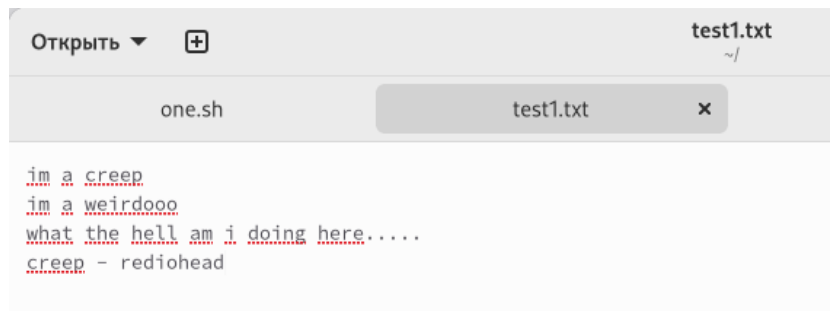 Открыть
test1.txt
~/
one.sh
test1.txt
im a creep
im a weirdooo
what the hell am i doing here.....
creep – rediohead